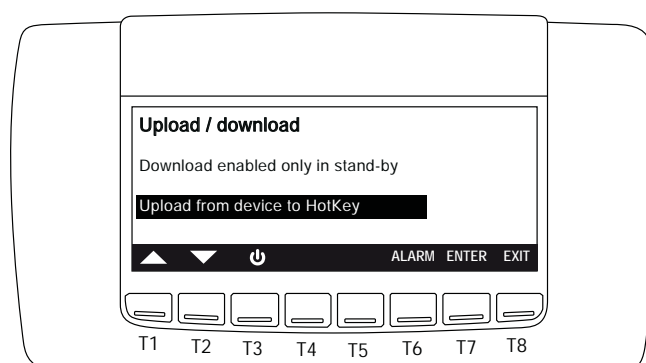 Upload / download
Download enabled only in stand-by
Upload from device to HotKey
ALARM ENTER EXIT
T1 T2 T3 T4 T5 T6 T7 T8